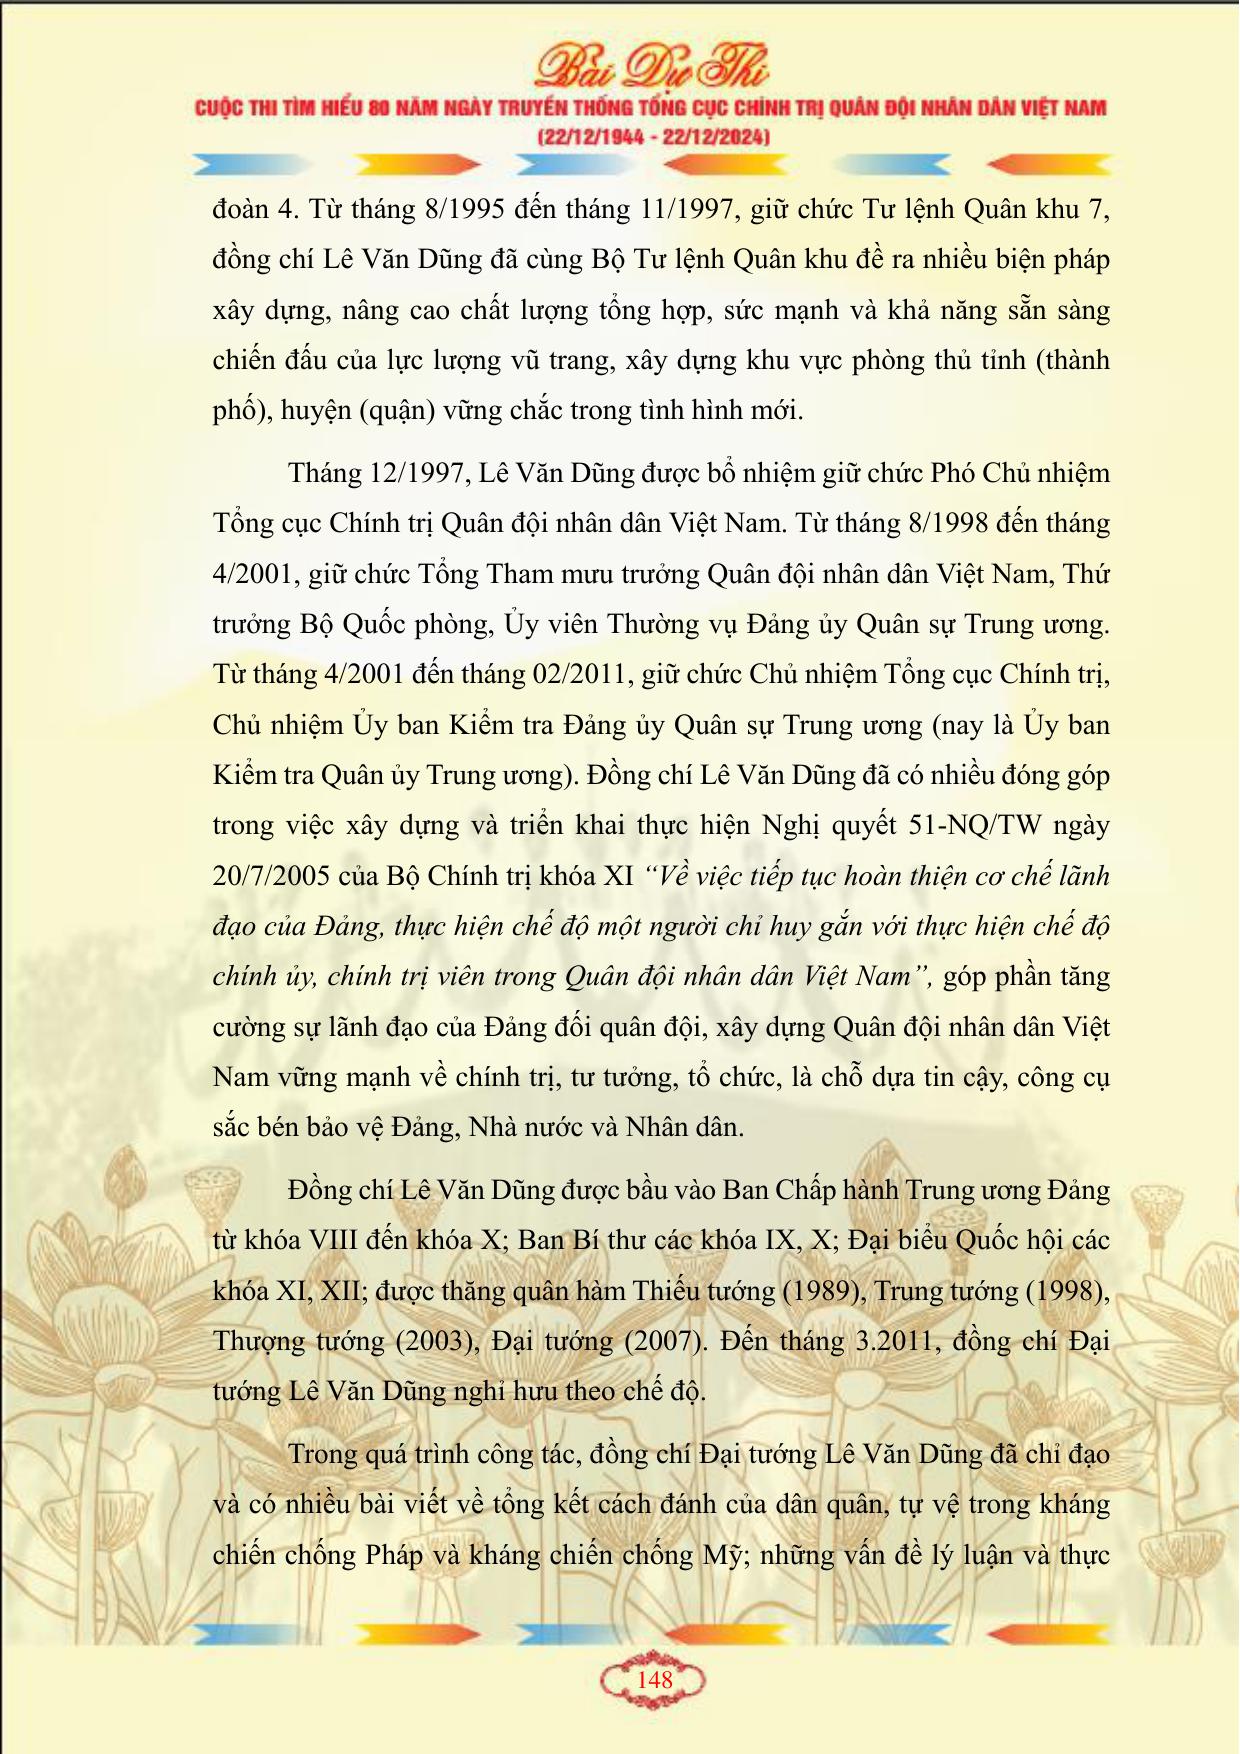 Bài Dự Thi
CUỘC THI TÌM HIỂU 80 NĂM NGÀY TRUYỀN THỐNG TỔNG CỤC CHÍNH TRỊ QUÂN ĐỘI NHÂN DÂN VIỆT NAM
(22/12/1944 - 22/12/2024)
đoàn 4. Từ tháng 8/1995 đến tháng 11/1997, giữ chức Tư lệnh Quân khu 7,
đồng chí Lê Văn Dũng đã cùng Bộ Tư lệnh Quân khu đề ra nhiều biện pháp
xây dựng, nâng cao chất lượng tổng hợp, sức mạnh và khả năng sẵn sàng
chiến đấu của lực lượng vũ trang, xây dựng khu vực phòng thủ tỉnh (thành
phố), huyện (quận) vững chắc trong tình hình mới.
Tháng 12/1997, Lê Văn Dũng được bổ nhiệm giữ chức Phó Chủ nhiệm
Tổng cục Chính trị Quân đội nhân dân Việt Nam. Từ tháng 8/1998 đến tháng
4/2001, giữ chức Tổng Tham mưu trưởng Quân đội nhân dân Việt Nam, Thứ
trưởng Bộ Quốc phòng, Ủy viên Thường vụ Đảng ủy Quân sự Trung ương.
Từ tháng 4/2001 đến tháng 02/2011, giữ chức Chủ nhiệm Tổng cục Chính trị,
Chủ nhiệm Ủy ban Kiểm tra Đảng ủy Quân sự Trung ương (nay là Ủy ban
Kiểm tra Quân ủy Trung ương). Đồng chí Lê Văn Dũng đã có nhiều đóng góp
trong việc xây dựng và triển khai thực hiện Nghị quyết 51-NQ/TW ngày
20/7/2005 của Bộ Chính trị khóa XI “Về việc tiếp tục hoàn thiện cơ chế lãnh
đạo của Đảng, thực hiện chế độ một người chỉ huy gắn với thực hiện chế độ
chính ủy, chính trị viên trong Quân đội nhân dân Việt Nam”, góp phần tăng
cường sự lãnh đạo của Đảng đối quân đội, xây dựng Quân đội nhân dân Việt
Nam vững mạnh về chính trị, tư tưởng, tổ chức, là chỗ dựa tin cậy, công cụ
sắc bén bảo vệ Đảng, Nhà nước và Nhân dân.
Đồng chí Lê Văn Dũng được bầu vào Ban Chấp hành Trung ương Đảng
từ khóa VIII đến khóa X; Ban Bí thư các khóa IX, X; Đại biểu Quốc hội các
khóa XI, XII; được thăng quân hàm Thiếu tướng (1989), Trung tướng (1998),
Thượng tướng (2003), Đại tướng (2007). Đến tháng 3.2011, đồng chí Đại
tướng Lê Văn Dũng nghỉ hưu theo chế độ.
Trong quá trình công tác, đồng chí Đại tướng Lê Văn Dũng đã chỉ đạo
và có nhiều bài viết về tổng kết cách đánh của dân quân, tự vệ trong kháng
chiến chống Pháp và kháng chiến chống Mỹ; những vấn đề lý luận và thực
148